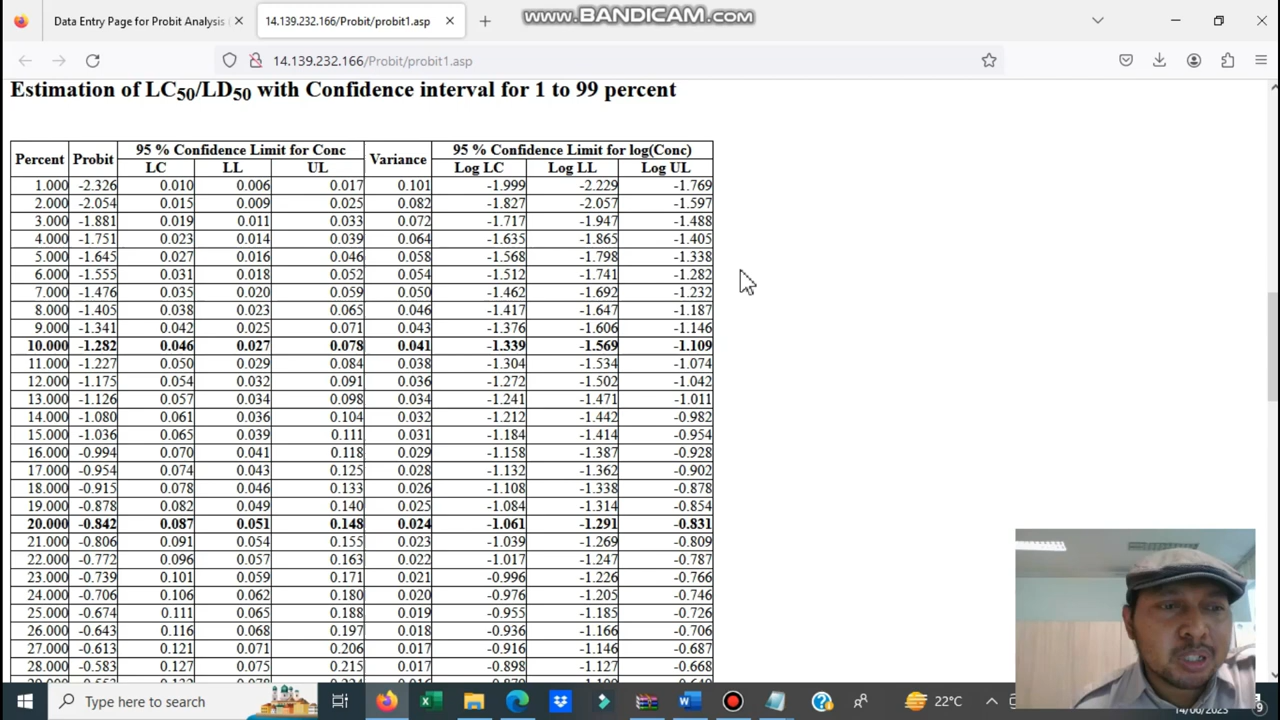 Data Entry Page for Probit Analysis
14.139.232.166/Probit/probit1.asp
www.BANDICAM.com
14.139.232.166/Probit/probit1.asp
Estimation of LC50/LD50 with Confidence interval for 1 to 99 percent
Percent Probit 95 % Confidence Limit for Conc Variance 95 % Confidence Limit for log(Conc)
LC LL UL Log LC Log LL Log UL
1.000 -2.326 0.010 0.006 0.017 0.101 -1.999 -2.229 -1.769
2.000 -2.054 0.015 0.009 0.025 0.082 -1.827 -2.057 -1.597
3.000 -1.881 0.019 0.011 0.033 0.072 -1.717 -1.947 -1.488
4.000 -1.751 0.023 0.014 0.039 0.064 -1.635 -1.865 -1.405
5.000 -1.645 0.027 0.016 0.046 0.058 -1.568 -1.798 -1.338
6.000 -1.555 0.031 0.018 0.052 0.054 -1.512 -1.741 -1.282
7.000 -1.476 0.035 0.020 0.059 0.050 -1.462 -1.692 -1.232
8.000 -1.405 0.038 0.023 0.065 0.046 -1.417 -1.647 -1.187
9.000 -1.341 0.042 0.025 0.071 0.043 -1.376 -1.606 -1.146
10.000 -1.282 0.046 0.027 0.078 0.041 -1.339 -1.569 -1.109
11.000 -1.227 0.050 0.029 0.084 0.038 -1.304 -1.534 -1.074
12.000 -1.175 0.054 0.032 0.091 0.036 -1.272 -1.502 -1.042
13.000 -1.126 0.057 0.034 0.098 0.034 -1.241 -1.471 -1.011
14.000 -1.080 0.061 0.036 0.104 0.032 -1.212 -1.442 -0.982
15.000 -1.036 0.065 0.039 0.111 0.031 -1.184 -1.414 -0.954
16.000 -0.994 0.070 0.041 0.118 0.029 -1.158 -1.387 -0.928
17.000 -0.954 0.074 0.043 0.125 0.028 -1.132 -1.362 -0.902
18.000 -0.915 0.078 0.046 0.133 0.026 -1.108 -1.338 -0.878
19.000 -0.878 0.082 0.049 0.140 0.025 -1.084 -1.314 -0.854
20.000 -0.842 0.087 0.051 0.148 0.024 -1.061 -1.291 -0.831
21.000 -0.806 0.091 0.054 0.155 0.023 -1.039 -1.269 -0.809
22.000 -0.772 0.096 0.057 0.163 0.022 -1.017 -1.247 -0.787
23.000 -0.739 0.101 0.059 0.171 0.021 -0.996 -1.226 -0.766
24.000 -0.706 0.106 0.062 0.180 0.020 -0.976 -1.205 -0.746
25.000 -0.674 0.111 0.065 0.188 0.019 -0.955 -1.185 -0.726
26.000 -0.643 0.116 0.068 0.197 0.018 -0.936 -1.166 -0.706
27.000 -0.613 0.121 0.071 0.206 0.017 -0.916 -1.146 -0.687
28.000 -0.583 0.127 0.075 0.215 0.017 -0.898 -1.127 -0.668
Type here to search
22°C
14/06/2023